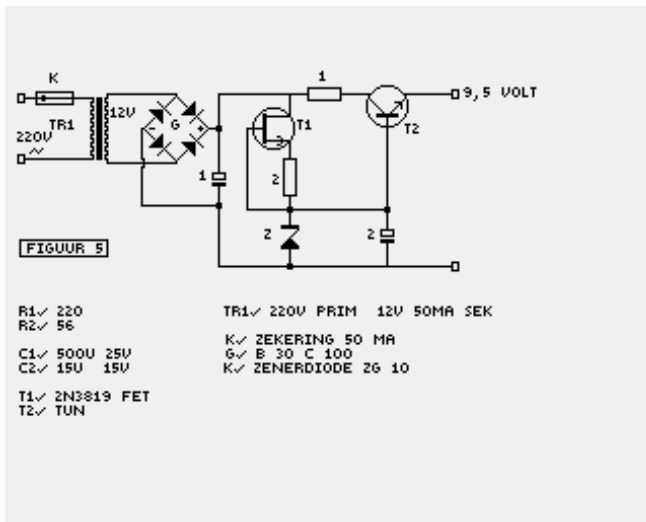 K
1
9,5 VOLT
12V
G
T1
TR1
T2
220V
1
2
Z
2
FIGUUR 5
R1✓ 220
R2✓ 56
C1✓ 500U 25V
C2✓ 15U 15V
T1✓ 2N3819 FET
T2✓ TUN
TR1✓ 220V PRIM 12V 50MA SEK
K✓ ZEKERING 50 MA
G✓ B 30 C 100
K✓ ZENERDIODE ZG 10